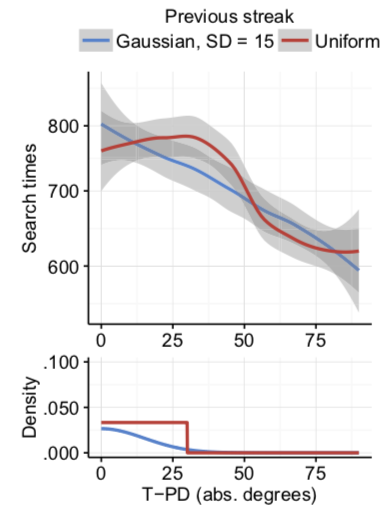 Previous streak
Gaussian, SD = 15 Uniform
Search times
800
700
600
0 25 50 75
Density
.100
.050
.000
0 25 50 75
T−PD (abs. degrees)